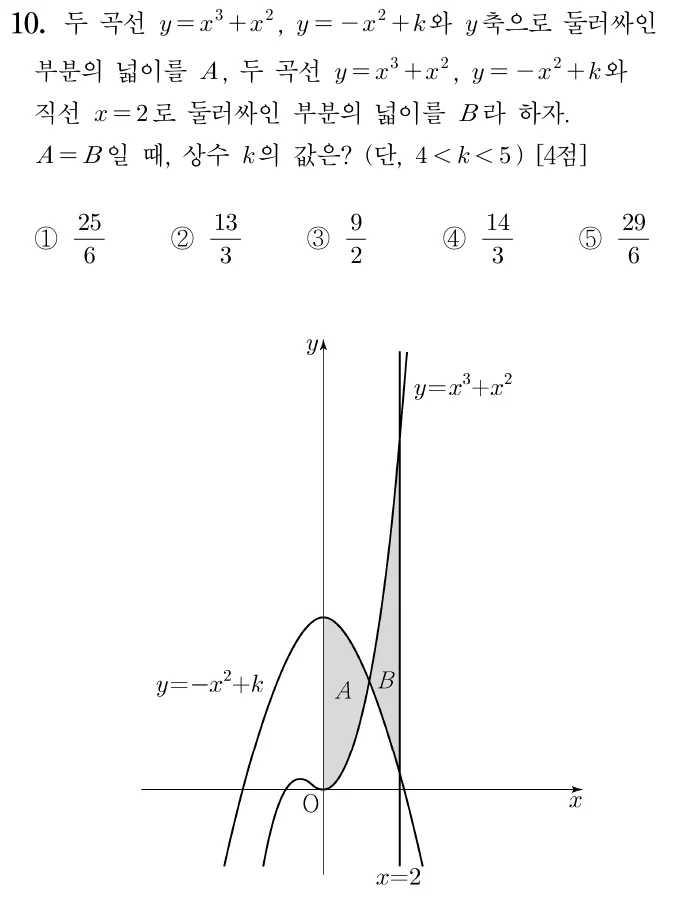 10. 두 곡선 y=x³+x², y=−x²+k와 y축으로 둘러싸인
부분의 넓이를 A, 두 곡선 y=x³+x², y=−x²+k와
직선 x=2로 둘러싸인 부분의 넓이를 B라 하자.
A=B일 때, 상수 k의 값은? (단, 4<k<5) [4점]
① 25/6 ② 13/3 ③ 9/2 ④ 14/3 ⑤ 29/6
y
y=x³+x²
y=−x²+k
A
B
O
x
x=2